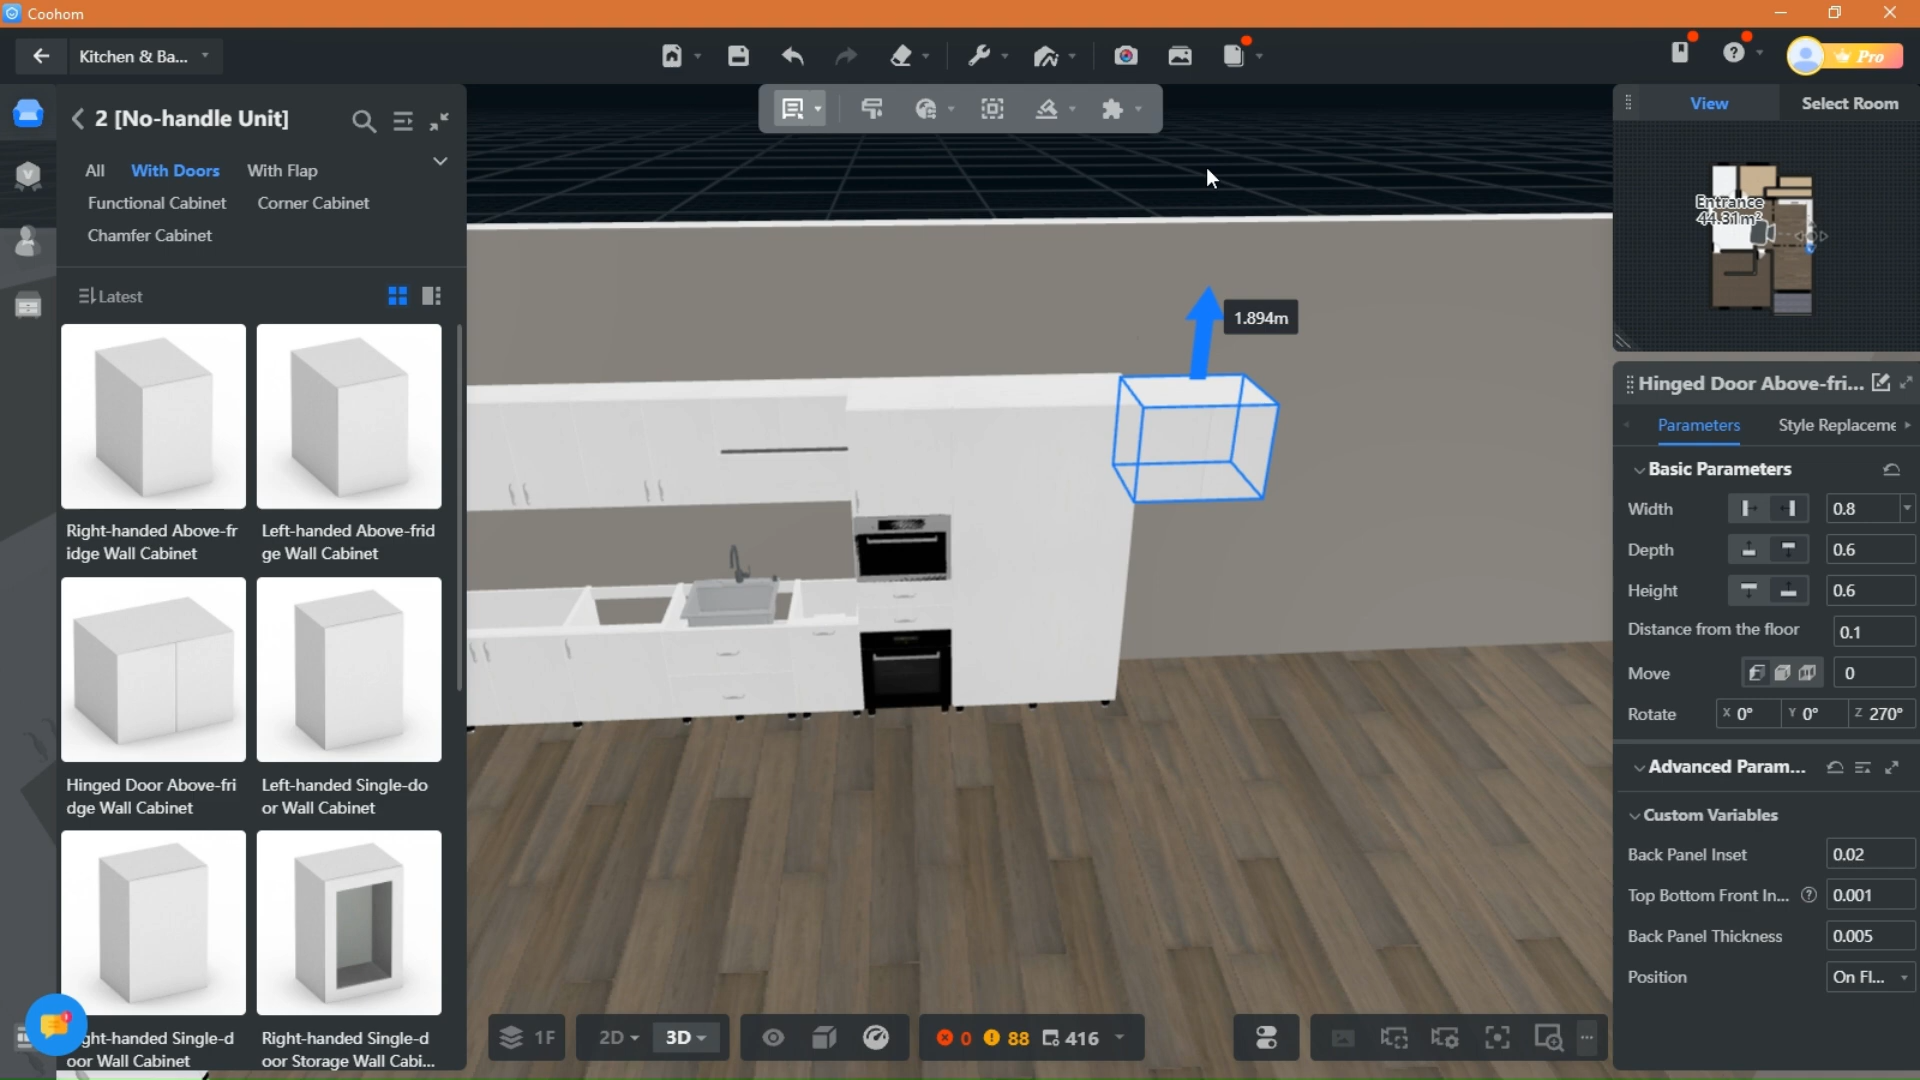 Coohom
Kitchen & Ba...
Pro
2 [No-handle Unit]
All With Doors With Flap
Functional Cabinet Corner Cabinet
Chamfer Cabinet
Latest
Right-handed Above-fr
idge Wall Cabinet
Left-handed Above-frid
ge Wall Cabinet
Hinged Door Above-fri
dge Wall Cabinet
Left-handed Single-do
or Wall Cabinet
ght-handed Single-d
oor Wall Cabinet
Right-handed Single-d
oor Storage Wall Cabi...
1.894m
1F
2D
3D
0
88
416
View
Select Room
Entrance
44.31m²
Hinged Door Above-fri...
Parameters
Style Replaceme
Basic Parameters
Width 0.8
Depth 0.6
Height 0.6
Distance from the floor 0.1
Move 0
Rotate X 0° Y 0° Z 270°
Advanced Param...
Custom Variables
Back Panel Inset 0.02
Top Bottom Front In... ? 0.001
Back Panel Thickness 0.005
Position On Fl...